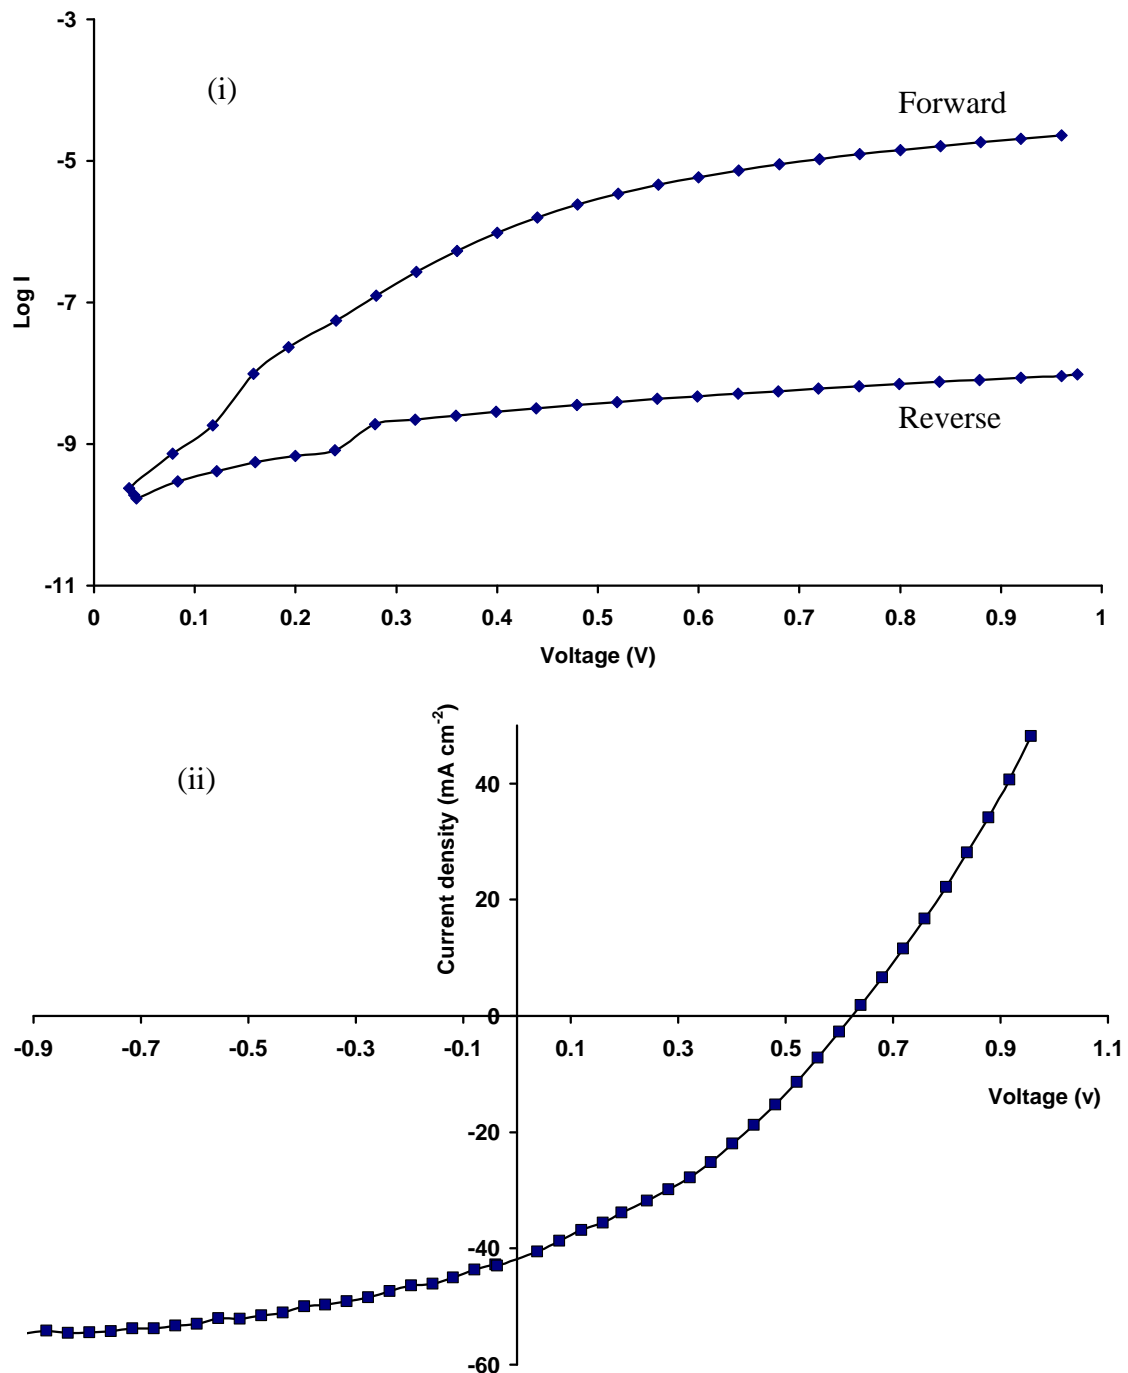 -3
(i)
Forward
-5
Log I
-7
-9
Reverse
-11
0 0.1 0.2 0.3 0.4 0.5 0.6 0.7 0.8 0.9 1
Voltage (V)
(ii)
Current density (mA cm-2)
40
20
0
-0.9 -0.7 -0.5 -0.3 -0.1 0.1 0.3 0.5 0.7 0.9 1.1
Voltage (v)
-20
-40
-60